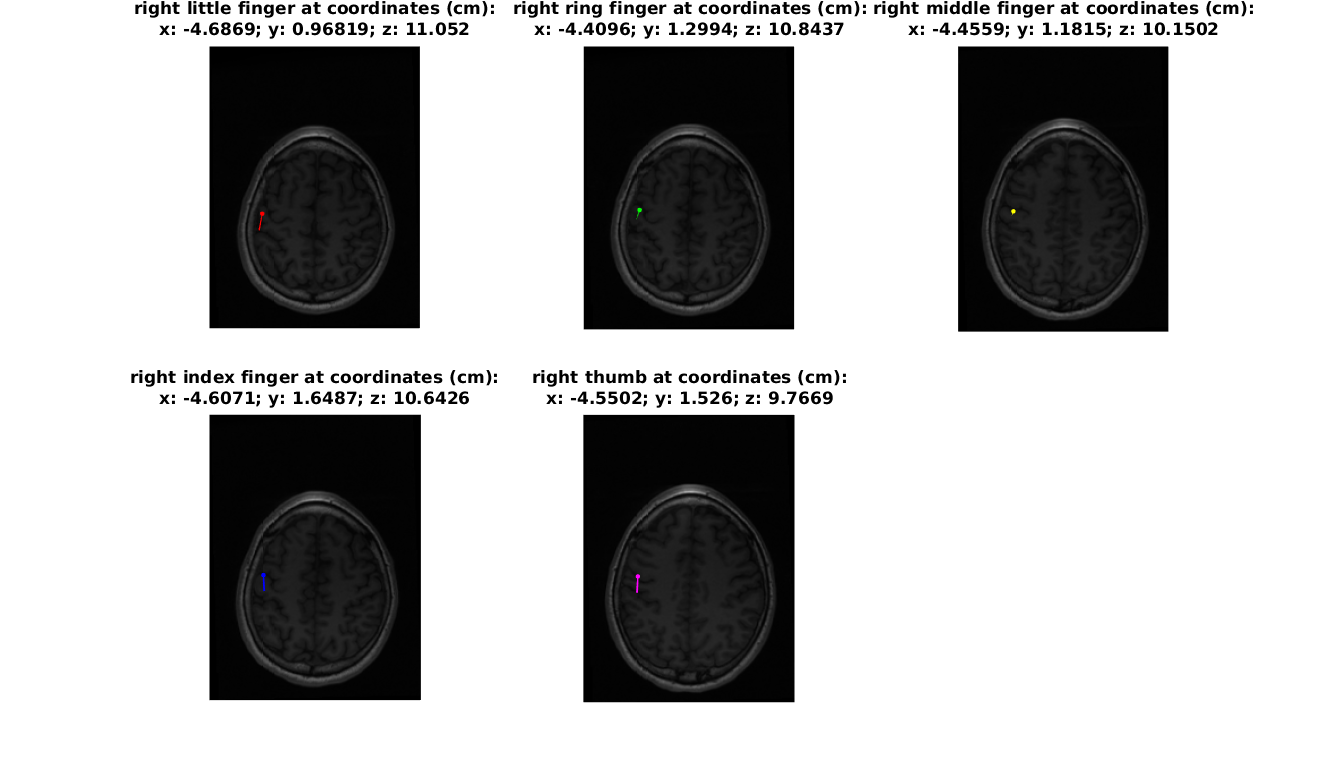 right little finger at coordinates (cm):
x: -4.6869; y: 0.96819; z: 11.052
right ring finger at coordinates (cm):
x: -4.4096; y: 1.2994; z: 10.8437
right middle finger at coordinates (cm):
x: -4.4559; y: 1.1815; z: 10.1502
right index finger at coordinates (cm):
x: -4.6071; y: 1.6487; z: 10.6426
right thumb at coordinates (cm):
x: -4.5502; y: 1.526; z: 9.7669